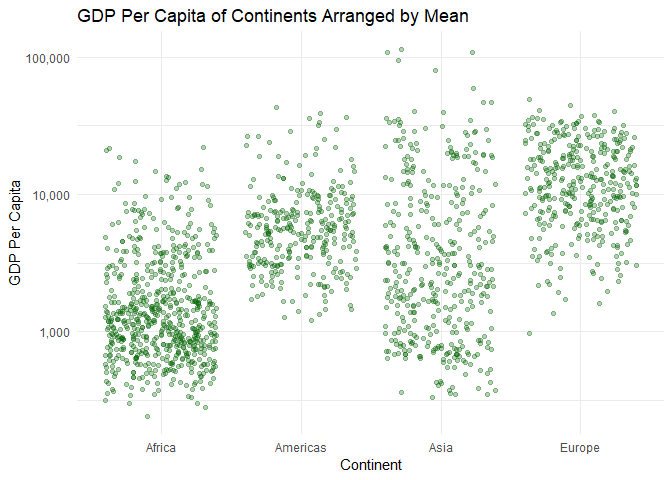 GDP Per Capita of Continents Arranged by Mean
100,000
10,000
1,000
GDP Per Capita
Africa
Americas
Asia
Europe
Continent